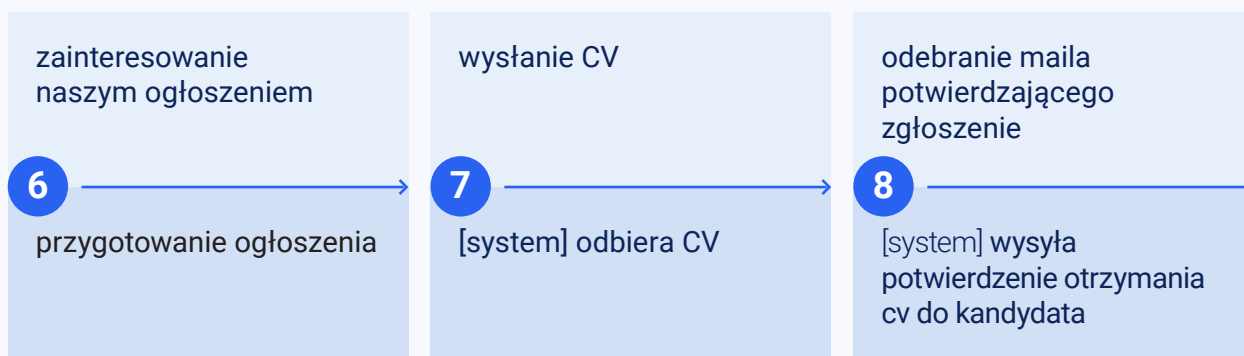 zainteresowanie
naszym ogłoszeniem
6
przygotowanie ogłoszenia
wysłanie CV
7
[system] odbiera CV
odebranie maila
potwierdzającego
zgłoszenie
8
[system] wysyła
potwierdzenie otrzymania
cv do kandydata